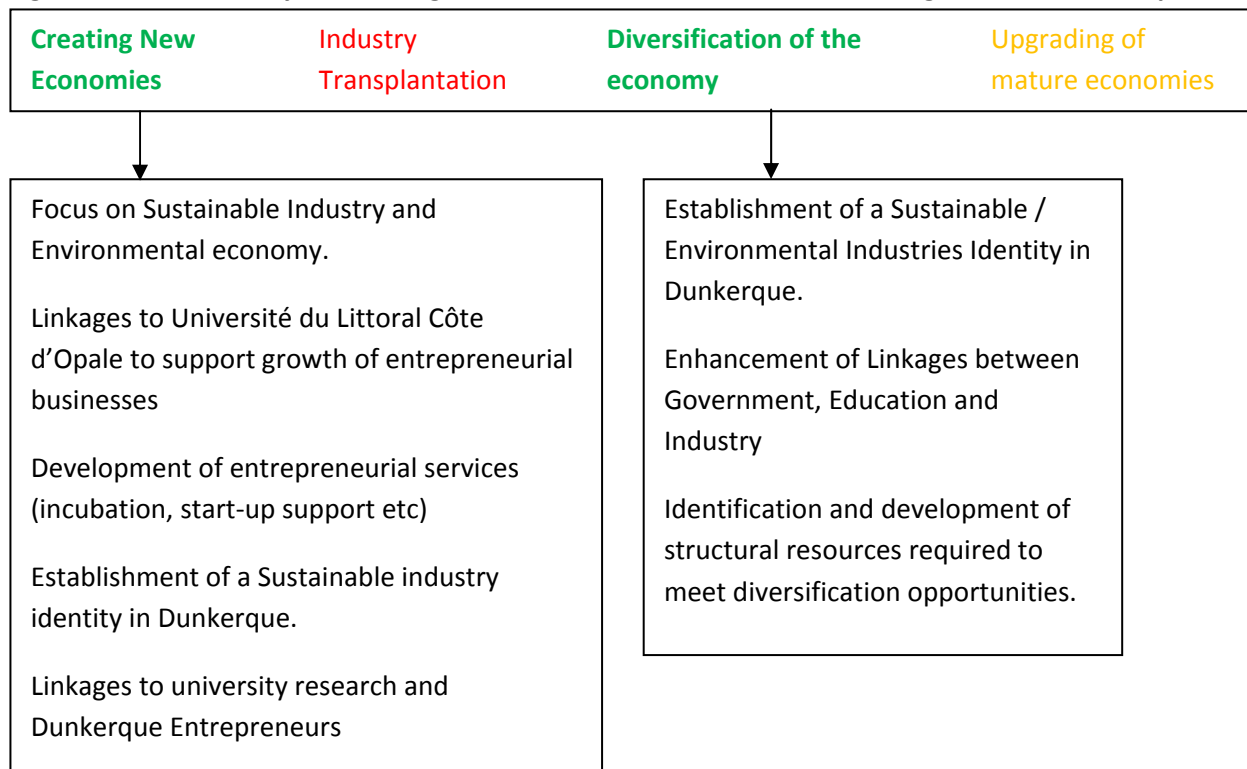 Creating New
Economies
Industry
Transplantation
Diversification of the
economy
Upgrading of
mature economies
Focus on Sustainable Industry and
Environmental economy.
Linkages to Université du Littoral Côte
d’Opale to support growth of entrepreneurial
businesses
Development of entrepreneurial services
(incubation, start-up support etc)
Establishment of a Sustainable industry
identity in Dunkerque.
Linkages to university research and
Dunkerque Entrepreneurs
Establishment of a Sustainable /
Environmental Industries Identity in
Dunkerque.
Enhancement of Linkages between
Government, Education and
Industry
Identification and development of
structural resources required to
meet diversification opportunities.